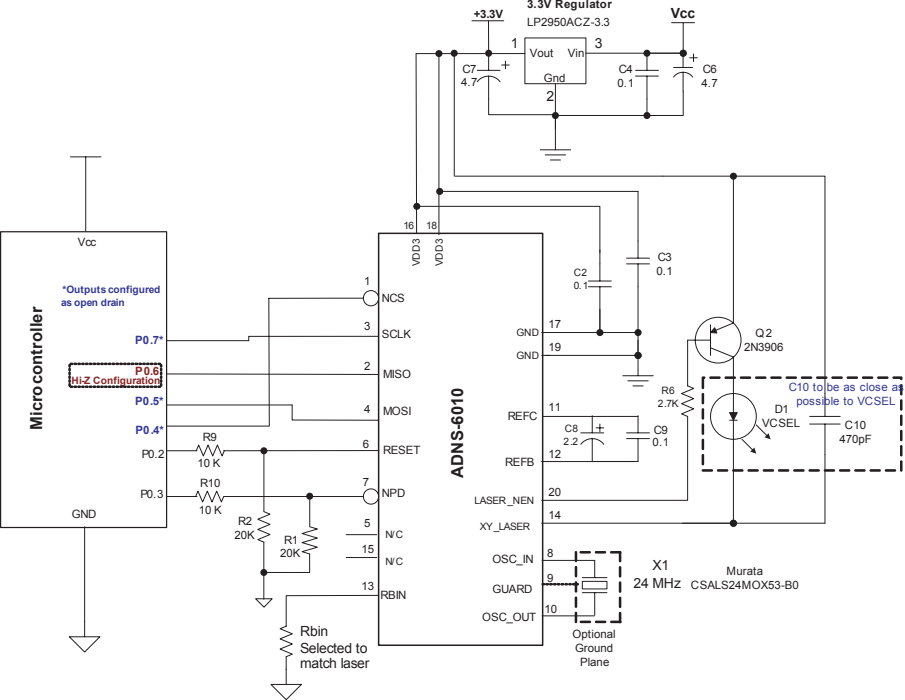 3.3V Regulator
LP2950ACZ-3.3
+3.3V
Vcc
1
Vout
Vin
3
Gnd
2
C7
4.7
+
C4
0.1
+
C6
4.7
Vcc
Microcontroller
*Outputs configured
as open drain
P0.7*
P0.6
Hi-Z Configuration
P0.5*
P0.4*
P0.2
P0.3
GND
R9
10 K
R10
10 K
R2
20K
R1
20K
16
18
VDD3
VDD3
ADNS-6010
1
NCS
3
SCLK
2
MISO
4
MOSI
6
RESET
7
NPD
5
N/C
15
N/C
13
RBIN
Rbin
Selected to
match laser
17
GND
19
GND
11
REFC
12
REFB
20
LASER_NEN
14
XY_LASER
8
OSC_IN
9
GUARD
10
OSC_OUT
C2
0.1
C3
0.1
C8
2.2
+
C9
0.1
R6
2.7K
Q2
2N3906
C10 to be as close as
possible to VCSEL
D1
VCSEL
C10
470pF
X1
24 MHz
Murata
CSALS24MOX53-B0
Optional
Ground
Plane